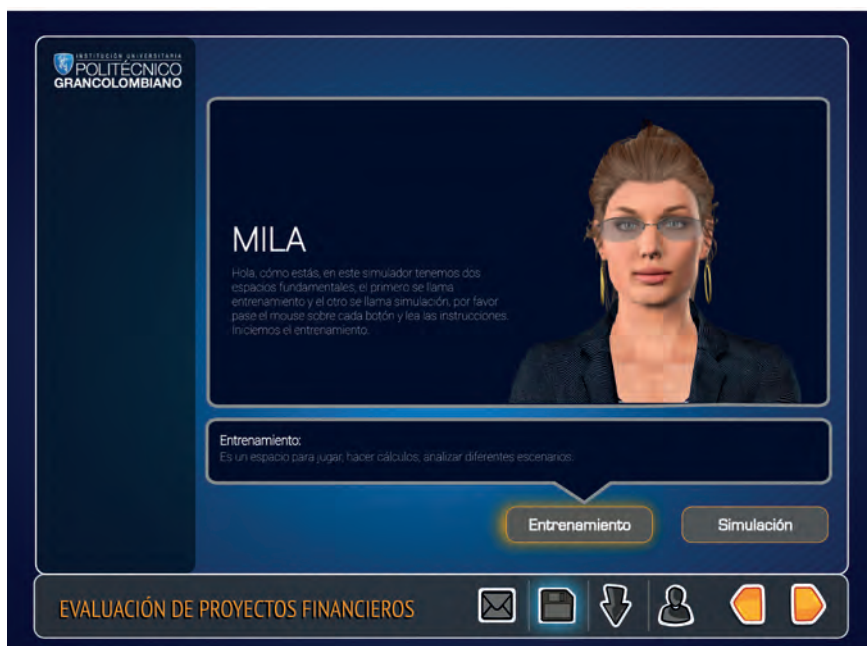 INSTITUCIÓN UNIVERSITARIA
POLITÉCNICO
GRANCOLOMBIANO
MILA
Hola, cómo estás, en este simulador tenemos dos
espacios fundamentales, el primero se llama
entrenamiento y el otro se llama simulación, por favor
pase el mouse sobre cada botón y lea las instrucciones.
Iniciemos el entrenamiento.
Entrenamiento:
Es un espacio para jugar, hacer cálculos, analizar diferentes escenarios.
Entrenamiento
Simulación
EVALUACIÓN DE PROYECTOS FINANCIEROS